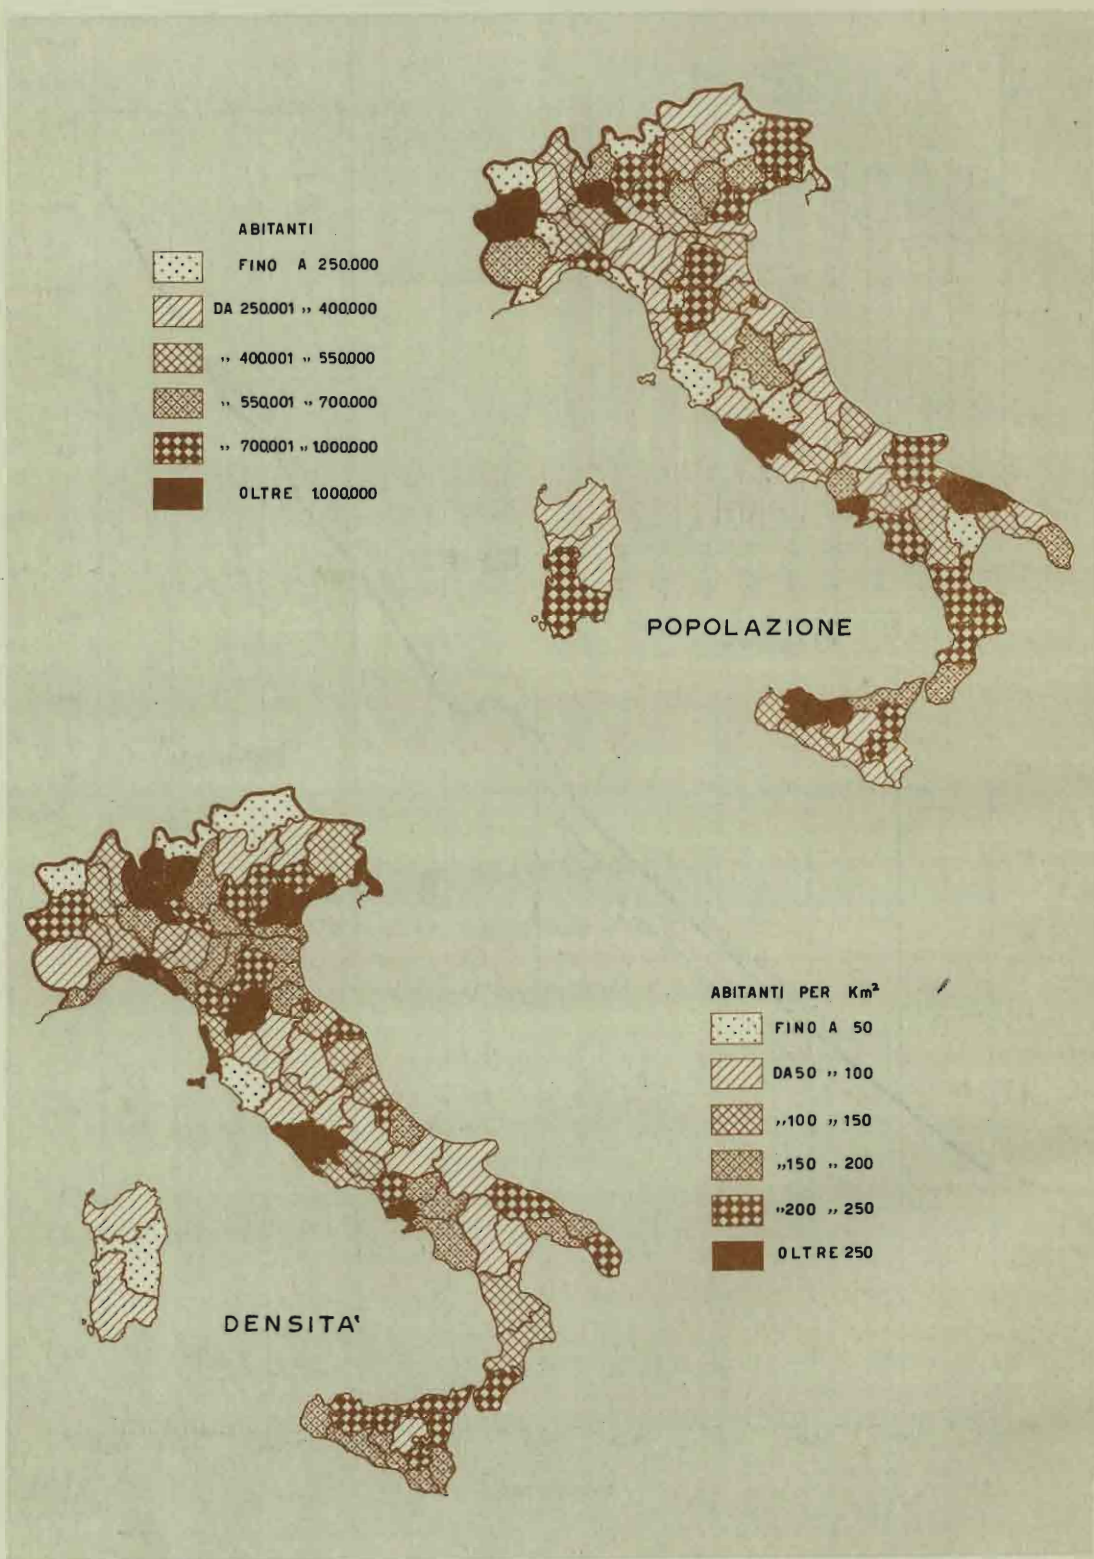 ABITANTI
FINO A 250.000
DA 250.001 ,, 400.000
,, 400.001 ,, 550.000
,, 550.001 ,, 700.000
,, 700.001 ,, 1.000.000
OLTRE 1.000.000
POPOLAZIONE
ABITANTI PER Km²
FINO A 50
DA 50 ,, 100
,, 100 ,, 150
,, 150 ,, 200
,, 200 ,, 250
OLTRE 250
DENSITA'